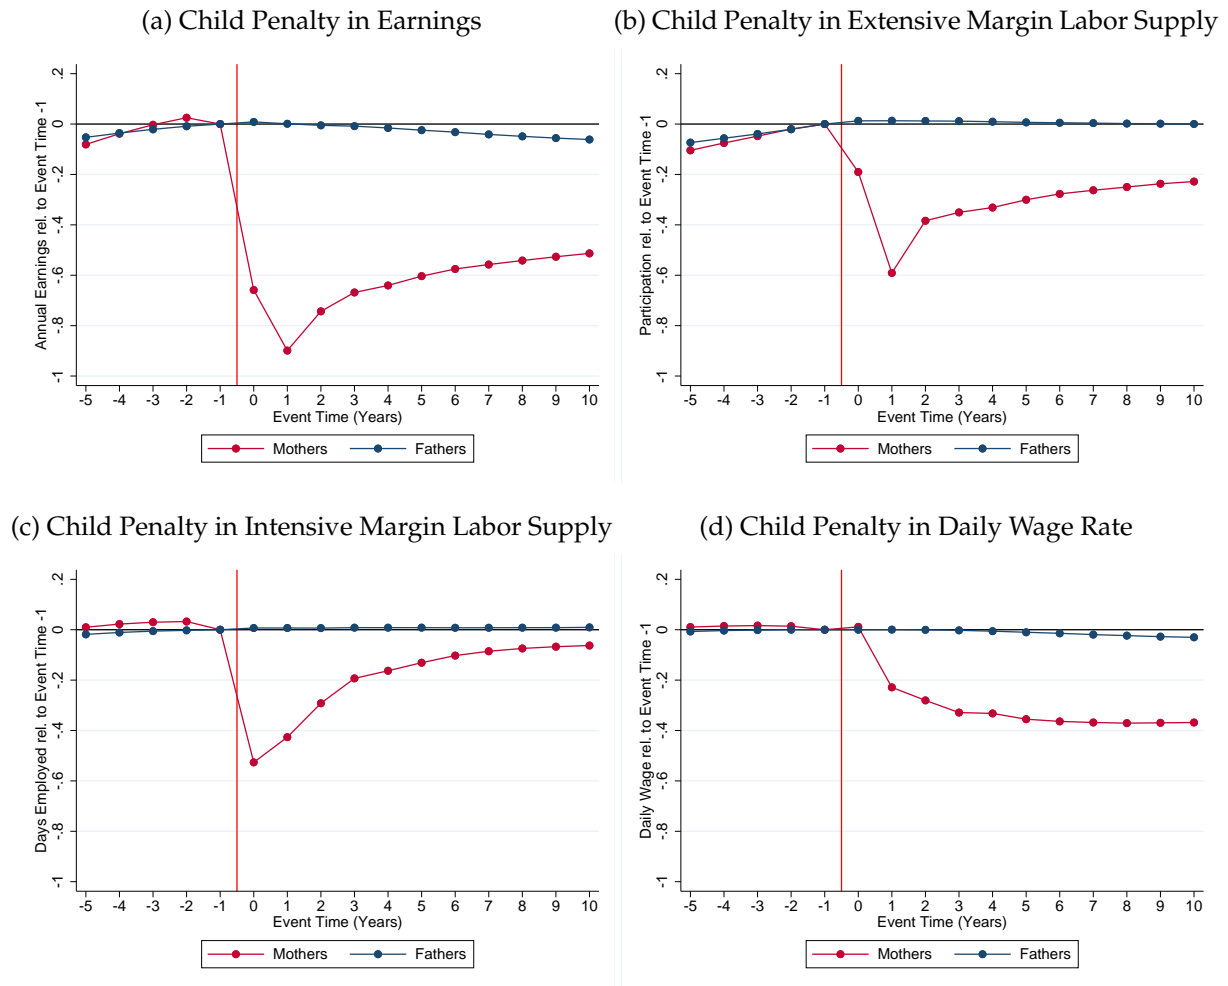 (a) Child Penalty in Earnings
Annual Earnings rel. to Event Time -1
.2
0
-.2
-.4
-.6
-.8
-1
-5 -4 -3 -2 -1 0 1 2 3 4 5 6 7 8 9 10
Event Time (Years)
Mothers Fathers
(b) Child Penalty in Extensive Margin Labor Supply
Participation rel. to Event Time -1
.2
0
-.2
-.4
-.6
-.8
-1
-5 -4 -3 -2 -1 0 1 2 3 4 5 6 7 8 9 10
Event Time (Years)
Mothers Fathers
(c) Child Penalty in Intensive Margin Labor Supply
Days Employed rel. to Event Time -1
.2
0
-.2
-.4
-.6
-.8
-1
-5 -4 -3 -2 -1 0 1 2 3 4 5 6 7 8 9 10
Event Time (Years)
Mothers Fathers
(d) Child Penalty in Daily Wage Rate
Daily Wage rel. to Event Time -1
.2
0
-.2
-.4
-.6
-.8
-1
-5 -4 -3 -2 -1 0 1 2 3 4 5 6 7 8 9 10
Event Time (Years)
Mothers Fathers